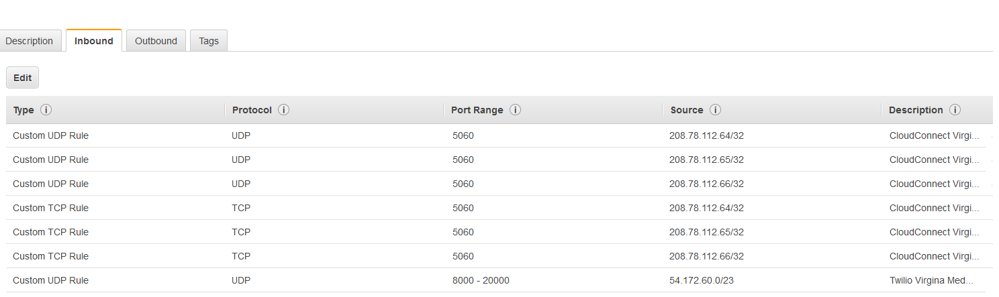 Description Inbound Outbound Tags
Edit
Type Protocol Port Range Source Description
Custom UDP Rule UDP 5060 208.78.112.64/32 CloudConnect Virgi...
Custom UDP Rule UDP 5060 208.78.112.65/32 CloudConnect Virgi...
Custom UDP Rule UDP 5060 208.78.112.66/32 CloudConnect Virgi...
Custom TCP Rule TCP 5060 208.78.112.64/32 CloudConnect Virgi...
Custom TCP Rule TCP 5060 208.78.112.65/32 CloudConnect Virgi...
Custom TCP Rule TCP 5060 208.78.112.66/32 CloudConnect Virgi...
Custom UDP Rule UDP 8000 - 20000 54.172.60.0/23 Twilio Virgina Med...